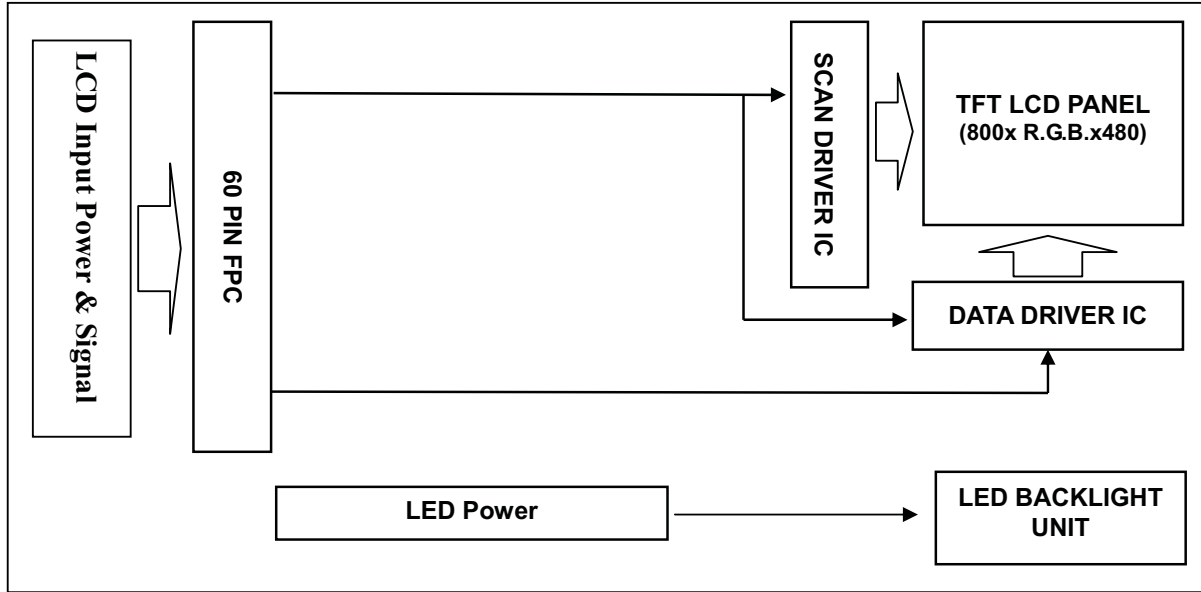 LCD Input Power & Signal
60 PIN FPC
SCAN DRIVER IC
TFT LCD PANEL
(800x R.G.B.x480)
DATA DRIVER IC
LED Power
LED BACKLIGHT
UNIT